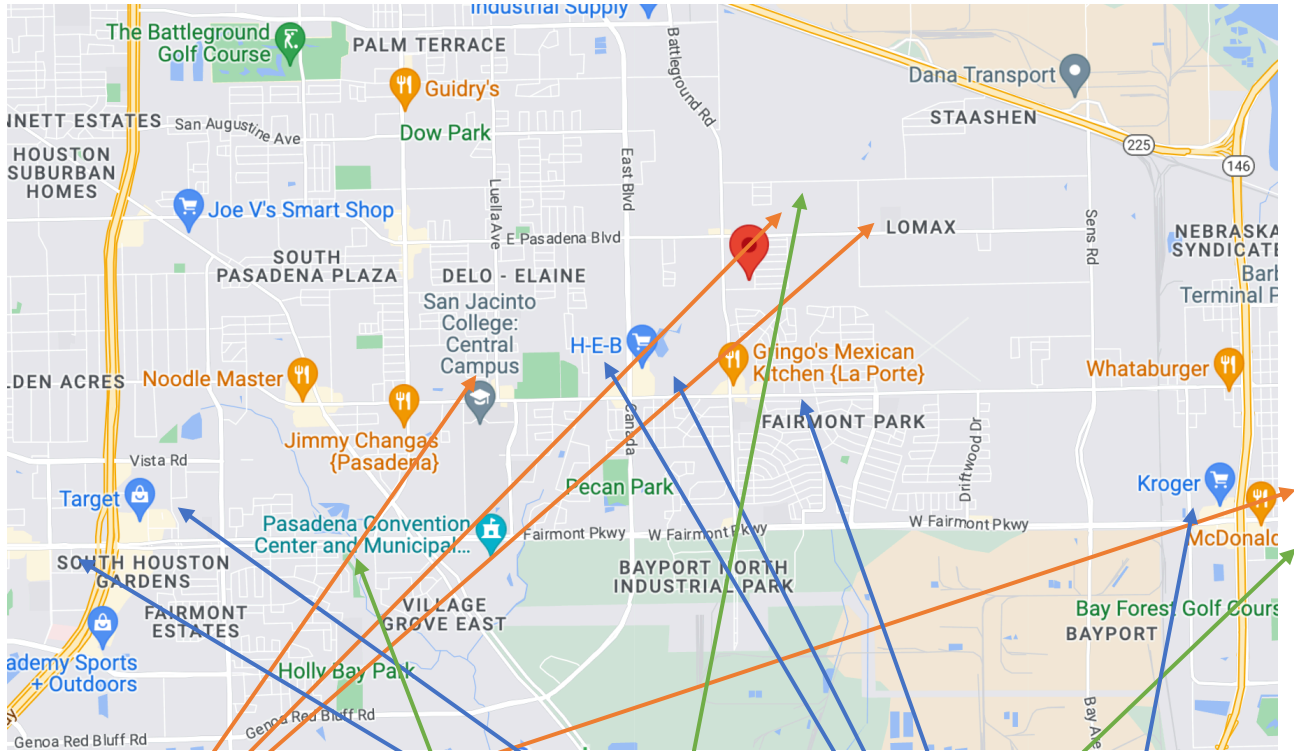 Industrial Supply
The Battleground
Golf Course
PALM TERRACE
Battleground Rd
Guidry's
Dana Transport
Dow Park
STAASHEN
NNETT ESTATES
San Augustine Ave
225
146
HOUSTON
SUBURBAN
HOMES
East Blvd
Luella Ave
Joe V's Smart Shop
E Pasadena Blvd
LOMAX
Sens Rd
NEBRASKA
SYNDICATE
SOUTH
PASADENA PLAZA
DELO - ELAINE
Barb
Terminal P
San Jacinto
College:
Central
Campus
H-E-B
Gringo's Mexican
Kitchen {La Porte}
Whataburger
LDEN ACRES
Noodle Master
Canada
FAIRMONT PARK
Jimmy Changas
{Pasadena}
Driftwood Dr
Vista Rd
Target
Pecan Park
Kroger
Pasadena Convention
Center and Municipal...
Fairmont Pkwy
W Fairmont Pkwy
W Fairmont Pkwy
McDonald
SOUTH HOUSTON
GARDENS
BAYPORT NORTH
INDUSTRIAL PARK
FAIRMONT
ESTATES
VILLAGE
GROVE EAST
Bay Forest Golf Cours
BAYPORT
ademy Sports
+ Outdoors
Holly Bay Park
Genoa Red Bluff Rd
Genoa Red Bluff Rd
Bay Ave